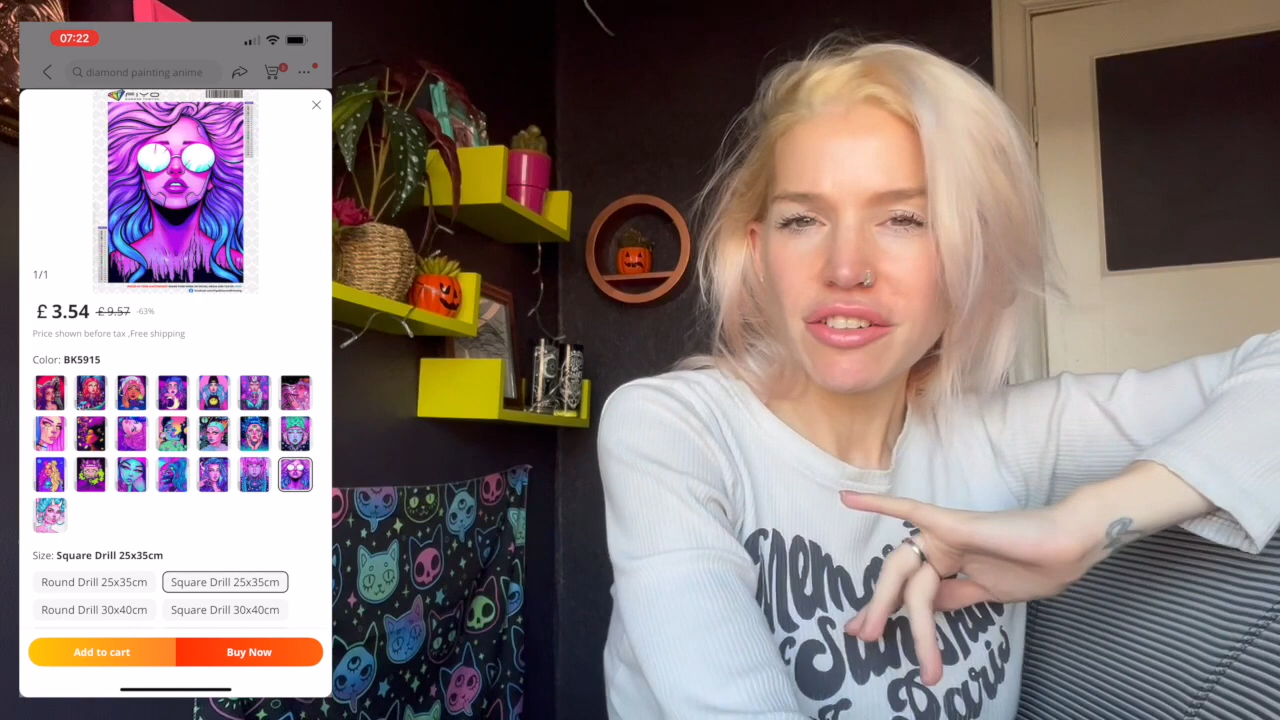 07:22
diamond painting anime
3
FIYO
1/1
£ 3.54 £ 9.57 -63%
Price shown before tax ,Free shipping
Color: BK5915
Size: Square Drill 25x35cm
Round Drill 25x35cm Square Drill 25x35cm
Round Drill 30x40cm Square Drill 30x40cm
Add to cart Buy Now